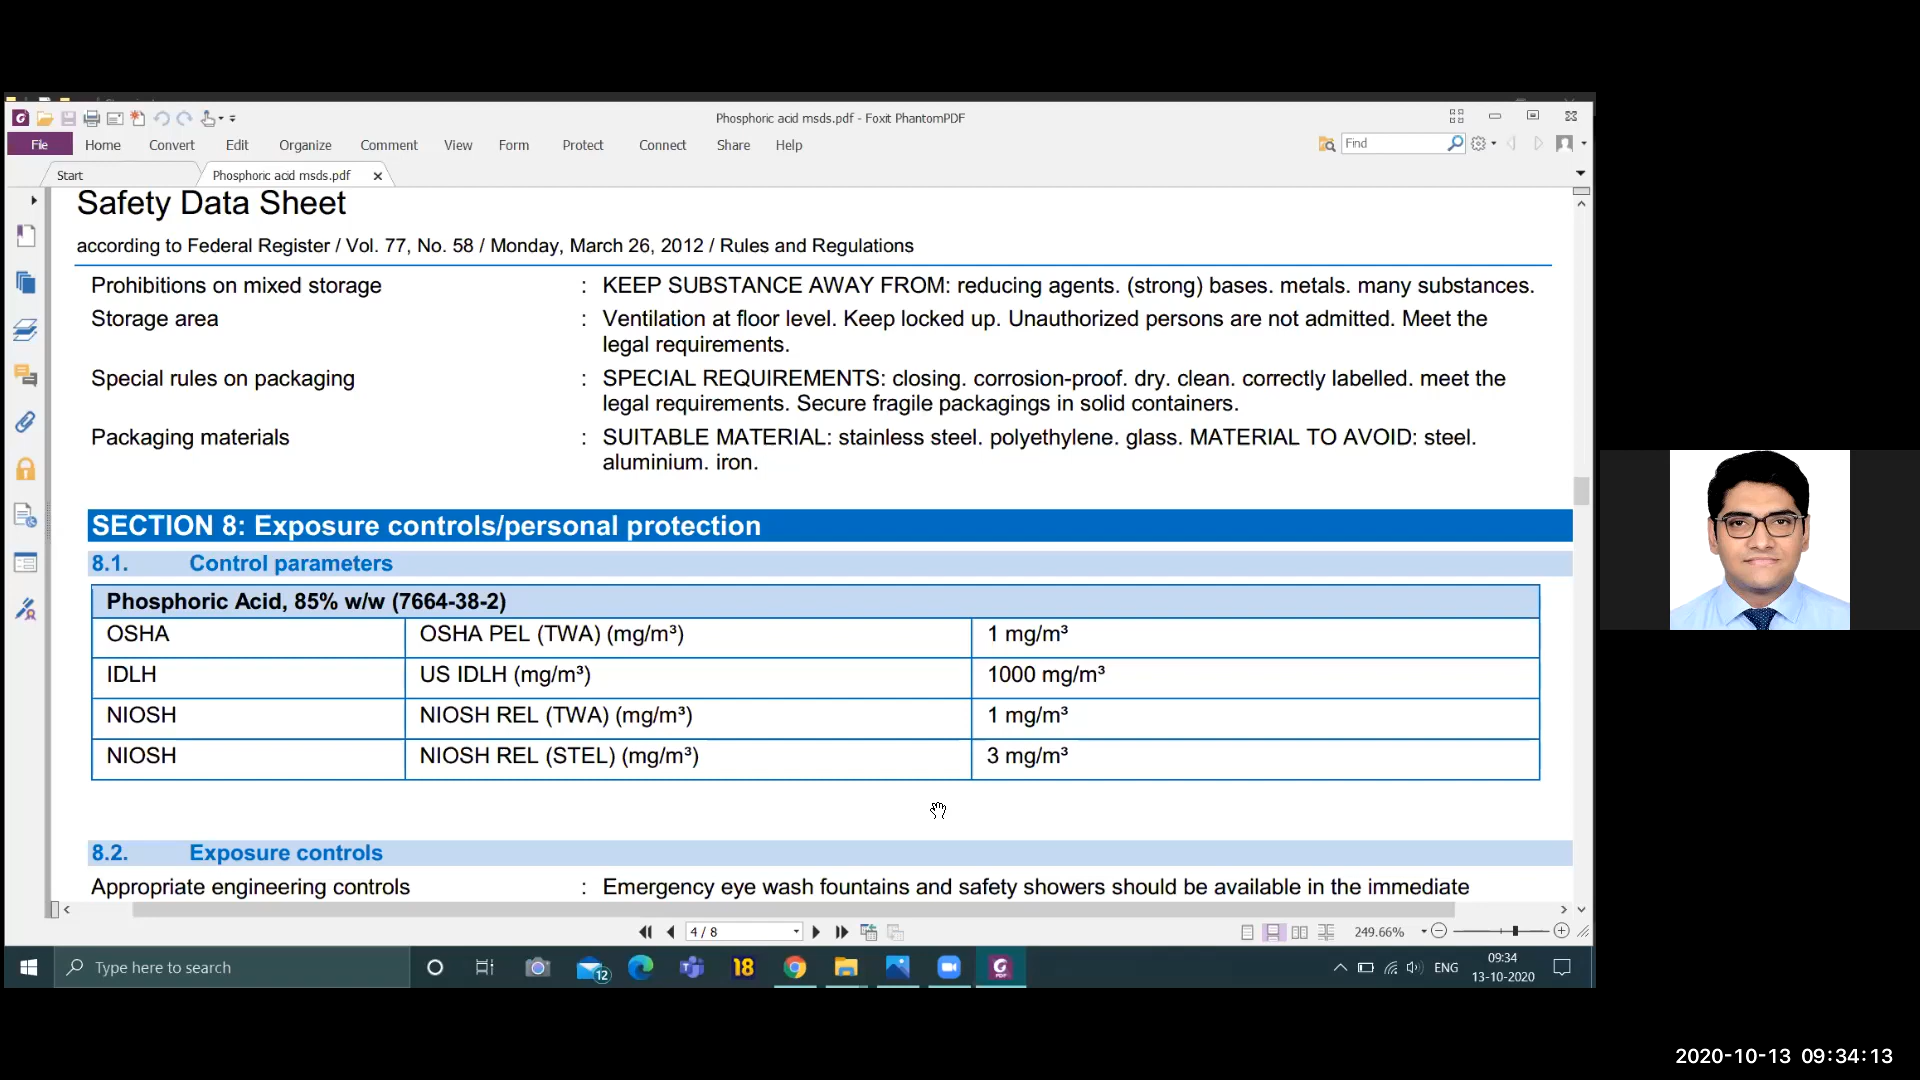 Phosphoric acid msds.pdf - Foxit PhantomPDF
File Home Convert Edit Organize Comment View Form Protect Connect Share Help Find
Start Phosphoric acid msds.pdf
Safety Data Sheet
according to Federal Register / Vol. 77, No. 58 / Monday, March 26, 2012 / Rules and Regulations
Prohibitions on mixed storage : KEEP SUBSTANCE AWAY FROM: reducing agents. (strong) bases. metals. many substances.
Storage area : Ventilation at floor level. Keep locked up. Unauthorized persons are not admitted. Meet the
legal requirements.
Special rules on packaging : SPECIAL REQUIREMENTS: closing. corrosion-proof. dry. clean. correctly labelled. meet the
legal requirements. Secure fragile packagings in solid containers.
Packaging materials : SUITABLE MATERIAL: stainless steel. polyethylene. glass. MATERIAL TO AVOID: steel.
aluminium. iron.
SECTION 8: Exposure controls/personal protection
8.1. Control parameters
Phosphoric Acid, 85% w/w (7664-38-2)
OSHA OSHA PEL (TWA) (mg/m³) 1 mg/m³
IDLH US IDLH (mg/m³) 1000 mg/m³
NIOSH NIOSH REL (TWA) (mg/m³) 1 mg/m³
NIOSH NIOSH REL (STEL) (mg/m³) 3 mg/m³
8.2. Exposure controls
Appropriate engineering controls : Emergency eye wash fountains and safety showers should be available in the immediate
4 / 8 249.66%
Type here to search 12 18 ENG 09:34
13-10-2020
2020-10-13 09:34:13